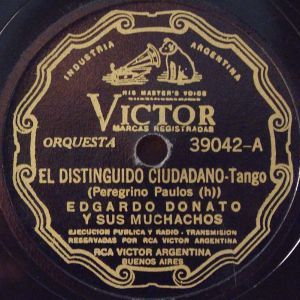 INDUSTRIA ARGENTINA
HIS MASTER'S VOICE
VICTOR
MARCAS REGISTRADAS
ORQUESTA 39042-A
EL DISTINGUIDO CIUDADANO-Tango
(Peregrino Paulos (h))
EDGARDO DONATO
Y SUS MUCHACHOS
EJECUCION PUBLICA Y RADIO - TRANSMISION
RESERVADAS POR RCA VICTOR ARGENTINA
RCA VICTOR ARGENTINA
BUENOS AIRES